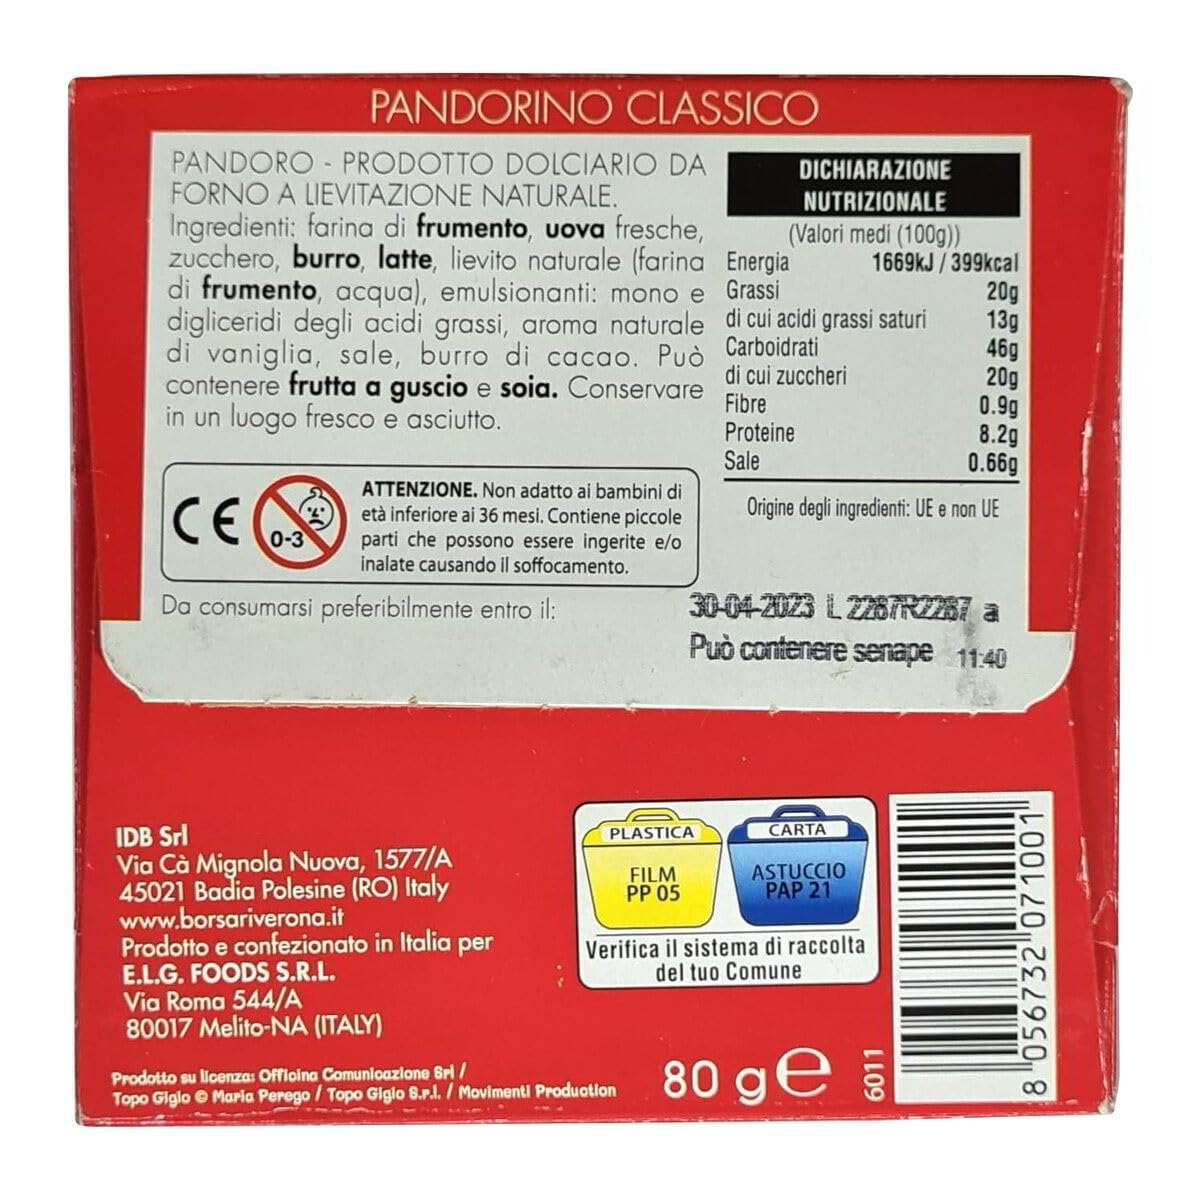 PANDORINO CLASSICO
PANDORO - PRODOTTO DOLCIARIO DA
FORNO A LIEVITAZIONE NATURALE.
Ingredienti: farina di frumento, uova fresche,
zucchero, burro, latte, lievito naturale (farina
di frumento, acqua), emulsionanti: mono e
digliceridi degli acidi grassi, aroma naturale
di vaniglia, sale, burro di cacao. Può
contenere frutta a guscio e soia. Conservare
in un luogo fresco e asciutto.
DICHIARAZIONE
NUTRIZIONALE
(Valori medi (100g))
Energia 1669kJ / 399kcal
Grassi 20g
di cui acidi grassi saturi 13g
Carboidrati 46g
di cui zuccheri 20g
Fibre 0.9g
Proteine 8.2g
Sale 0.66g
Origine degli ingredienti: UE e non UE
CE
0-3
ATTENZIONE. Non adatto ai bambini di
età inferiore ai 36 mesi. Contiene piccole
parti che possono essere ingerite e/o
inalate causando il soffocamento.
Da consumarsi preferibilmente entro il:
30-04-2023 L 2287R2287 a
Può contenere senape 11:40
IDB Srl
Via Cà Mignola Nuova, 1577/A
45021 Badia Polesine (RO) Italy
www.borsariverona.it
Prodotto e confezionato in Italia per
E.L.G. FOODS S.R.L.
Via Roma 544/A
80017 Melito-NA (ITALY)
Prodotto su licenza: Officina Comunicazione Srl /
Topo Gigio © Maria Perego / Topo Gigio S.r.l. / Movimenti Production
PLASTICA
FILM
PP 05
CARTA
ASTUCCIO
PAP 21
Verifica il sistema di raccolta
del tuo Comune
80 g e
6011
8 056732 071001